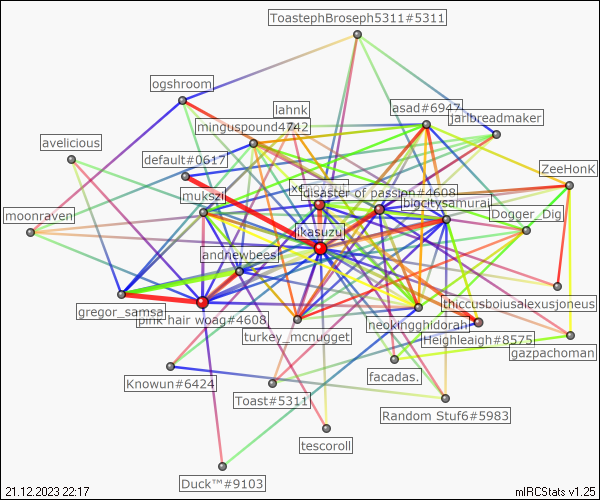 ToastephBroseph5311#5311
ogshroom
lahnk
asad#6947
jarlbreadmaker
minguspound4742
avelicious
default#0617
ZeeHonK
disaster of passion#4608
mukszi
bigcitysamurai
moonraven
Dogger_Dig
ikasuzu
andnewbees
thiccusboiusalexusjoneus
gregor_samsa
pink hair woag#4608
neokingghidorah
turkey_mcnugget
Heighleaigh#8575
gazpachoman
facadas.
Knowun#6424
Toast#5311
Random Stuf6#5983
tescoroll
Duck™#9103
21.12.2023 22:17
mIRCStats v1.25